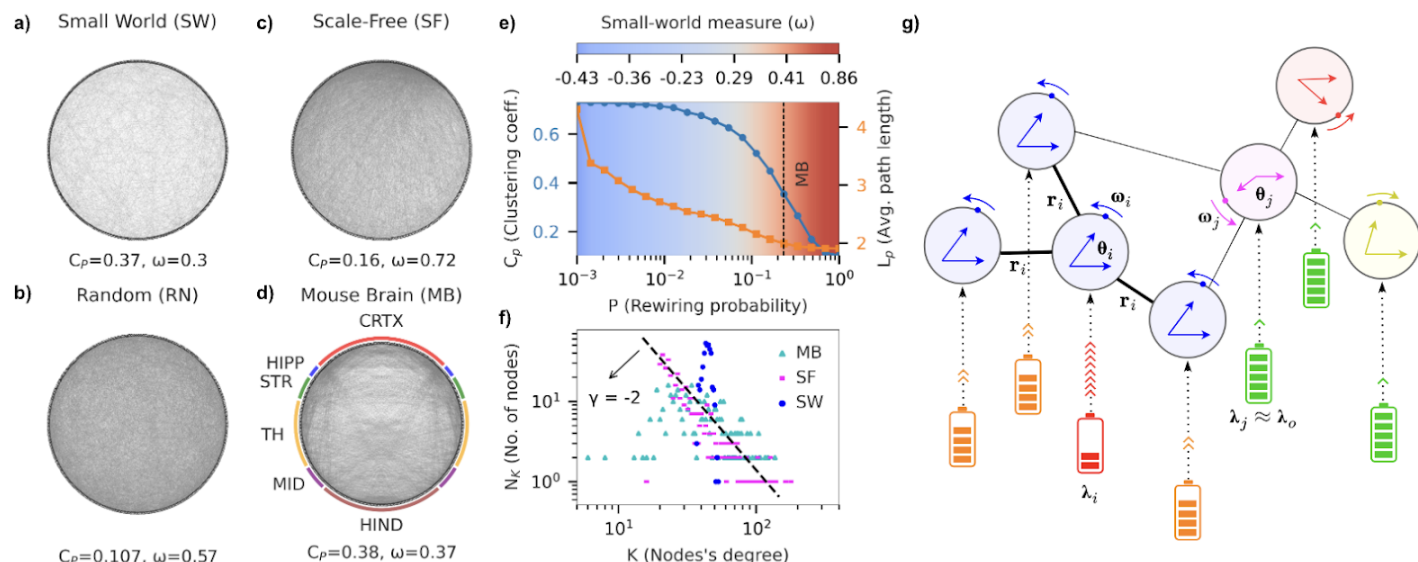 a)
Small World (SW)
Cₚ=0.37, ω=0.3
b)
Random (RN)
Cₚ=0.107, ω=0.57
c)
Scale-Free (SF)
Cₚ=0.16, ω=0.72
d)
Mouse Brain (MB)
CRTX
HIPP
STR
TH
MID
HIND
Cₚ=0.38, ω=0.37
e)
Small-world measure (ω)
-0.43 -0.36 -0.23 0.29 0.41 0.86
Cₚ (Clustering coeff.)
0.6
0.4
0.2
MB
4
3
2
Lₚ (Avg. path length)
10⁻³ 10⁻² 10⁻¹ 10⁰
P (Rewiring probability)
f)
N_K (No. of nodes)
10¹
10⁰
γ = -2
MB
SF
SW
10¹ 10²
K (Nodes's degree)
g)
rᵢ
ωᵢ
θᵢ
rᵢ
rᵢ
ωⱼ
θⱼ
λⱼ ≈ λₒ
λᵢ